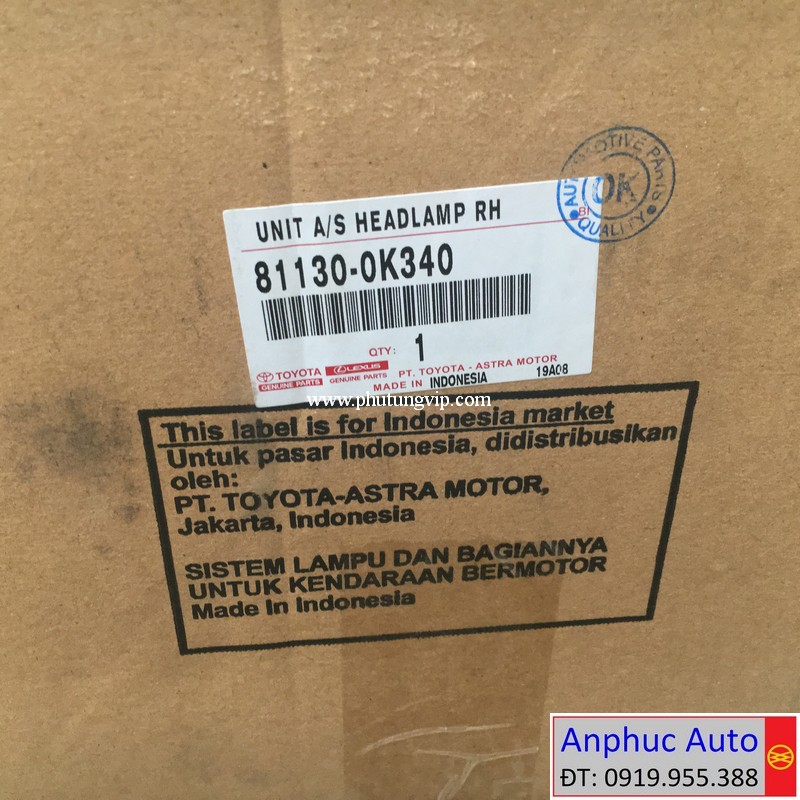 UNIT A/S HEADLAMP RH
81130-0K340
BI
AUTOMOTIVE PARTS
OK
QUALITY
QTY: 1
TOYOTA
GENUINE PARTS
LEXUS
GENUINE PARTS
PT. TOYOTA - ASTRA MOTOR
MADE IN INDONESIA
19A08
www.phutungvip.com
This label is for Indonesia market
Untuk pasar Indonesia, didistribusikan
oleh:
PT. TOYOTA-ASTRA MOTOR,
Jakarta, Indonesia
SISTEM LAMPU DAN BAGIANNYA
UNTUK KENDARAAN BERMOTOR
Made In Indonesia
Anphuc Auto
ĐT: 0919.955.388